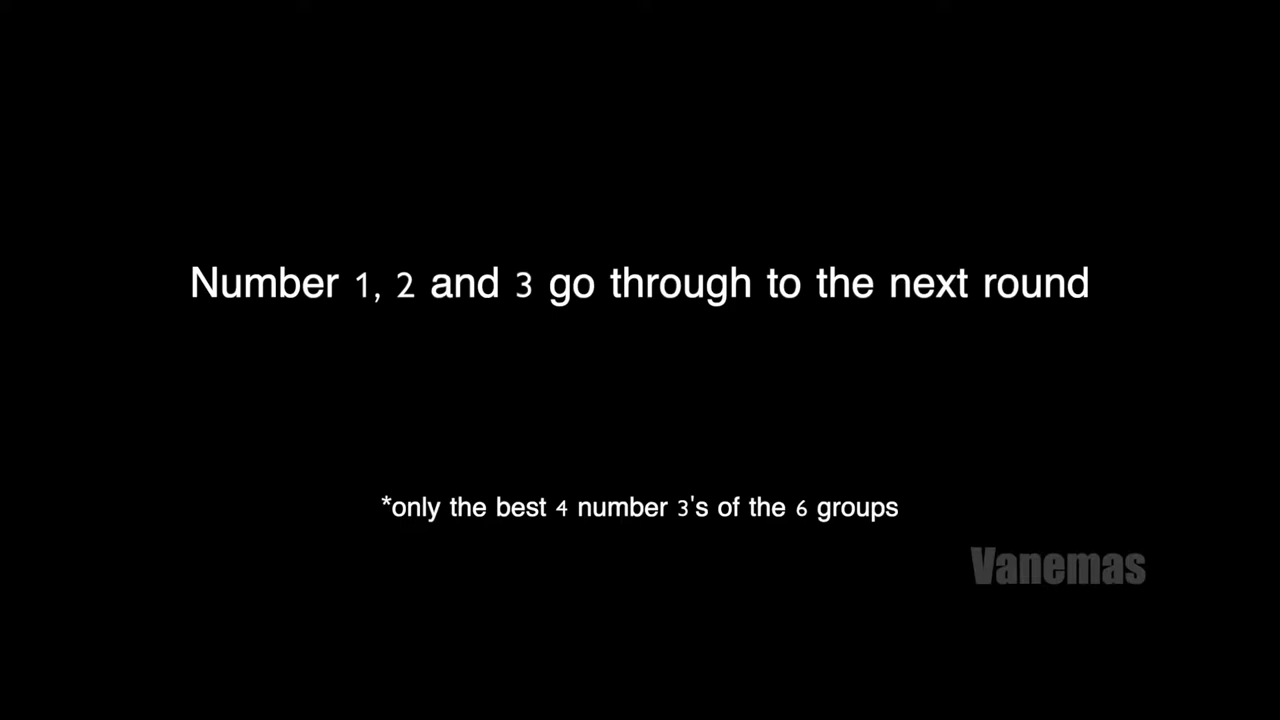 Number 1, 2 and 3 go through to the next round
*only the best 4 number 3's of the 6 groups
Vanemas